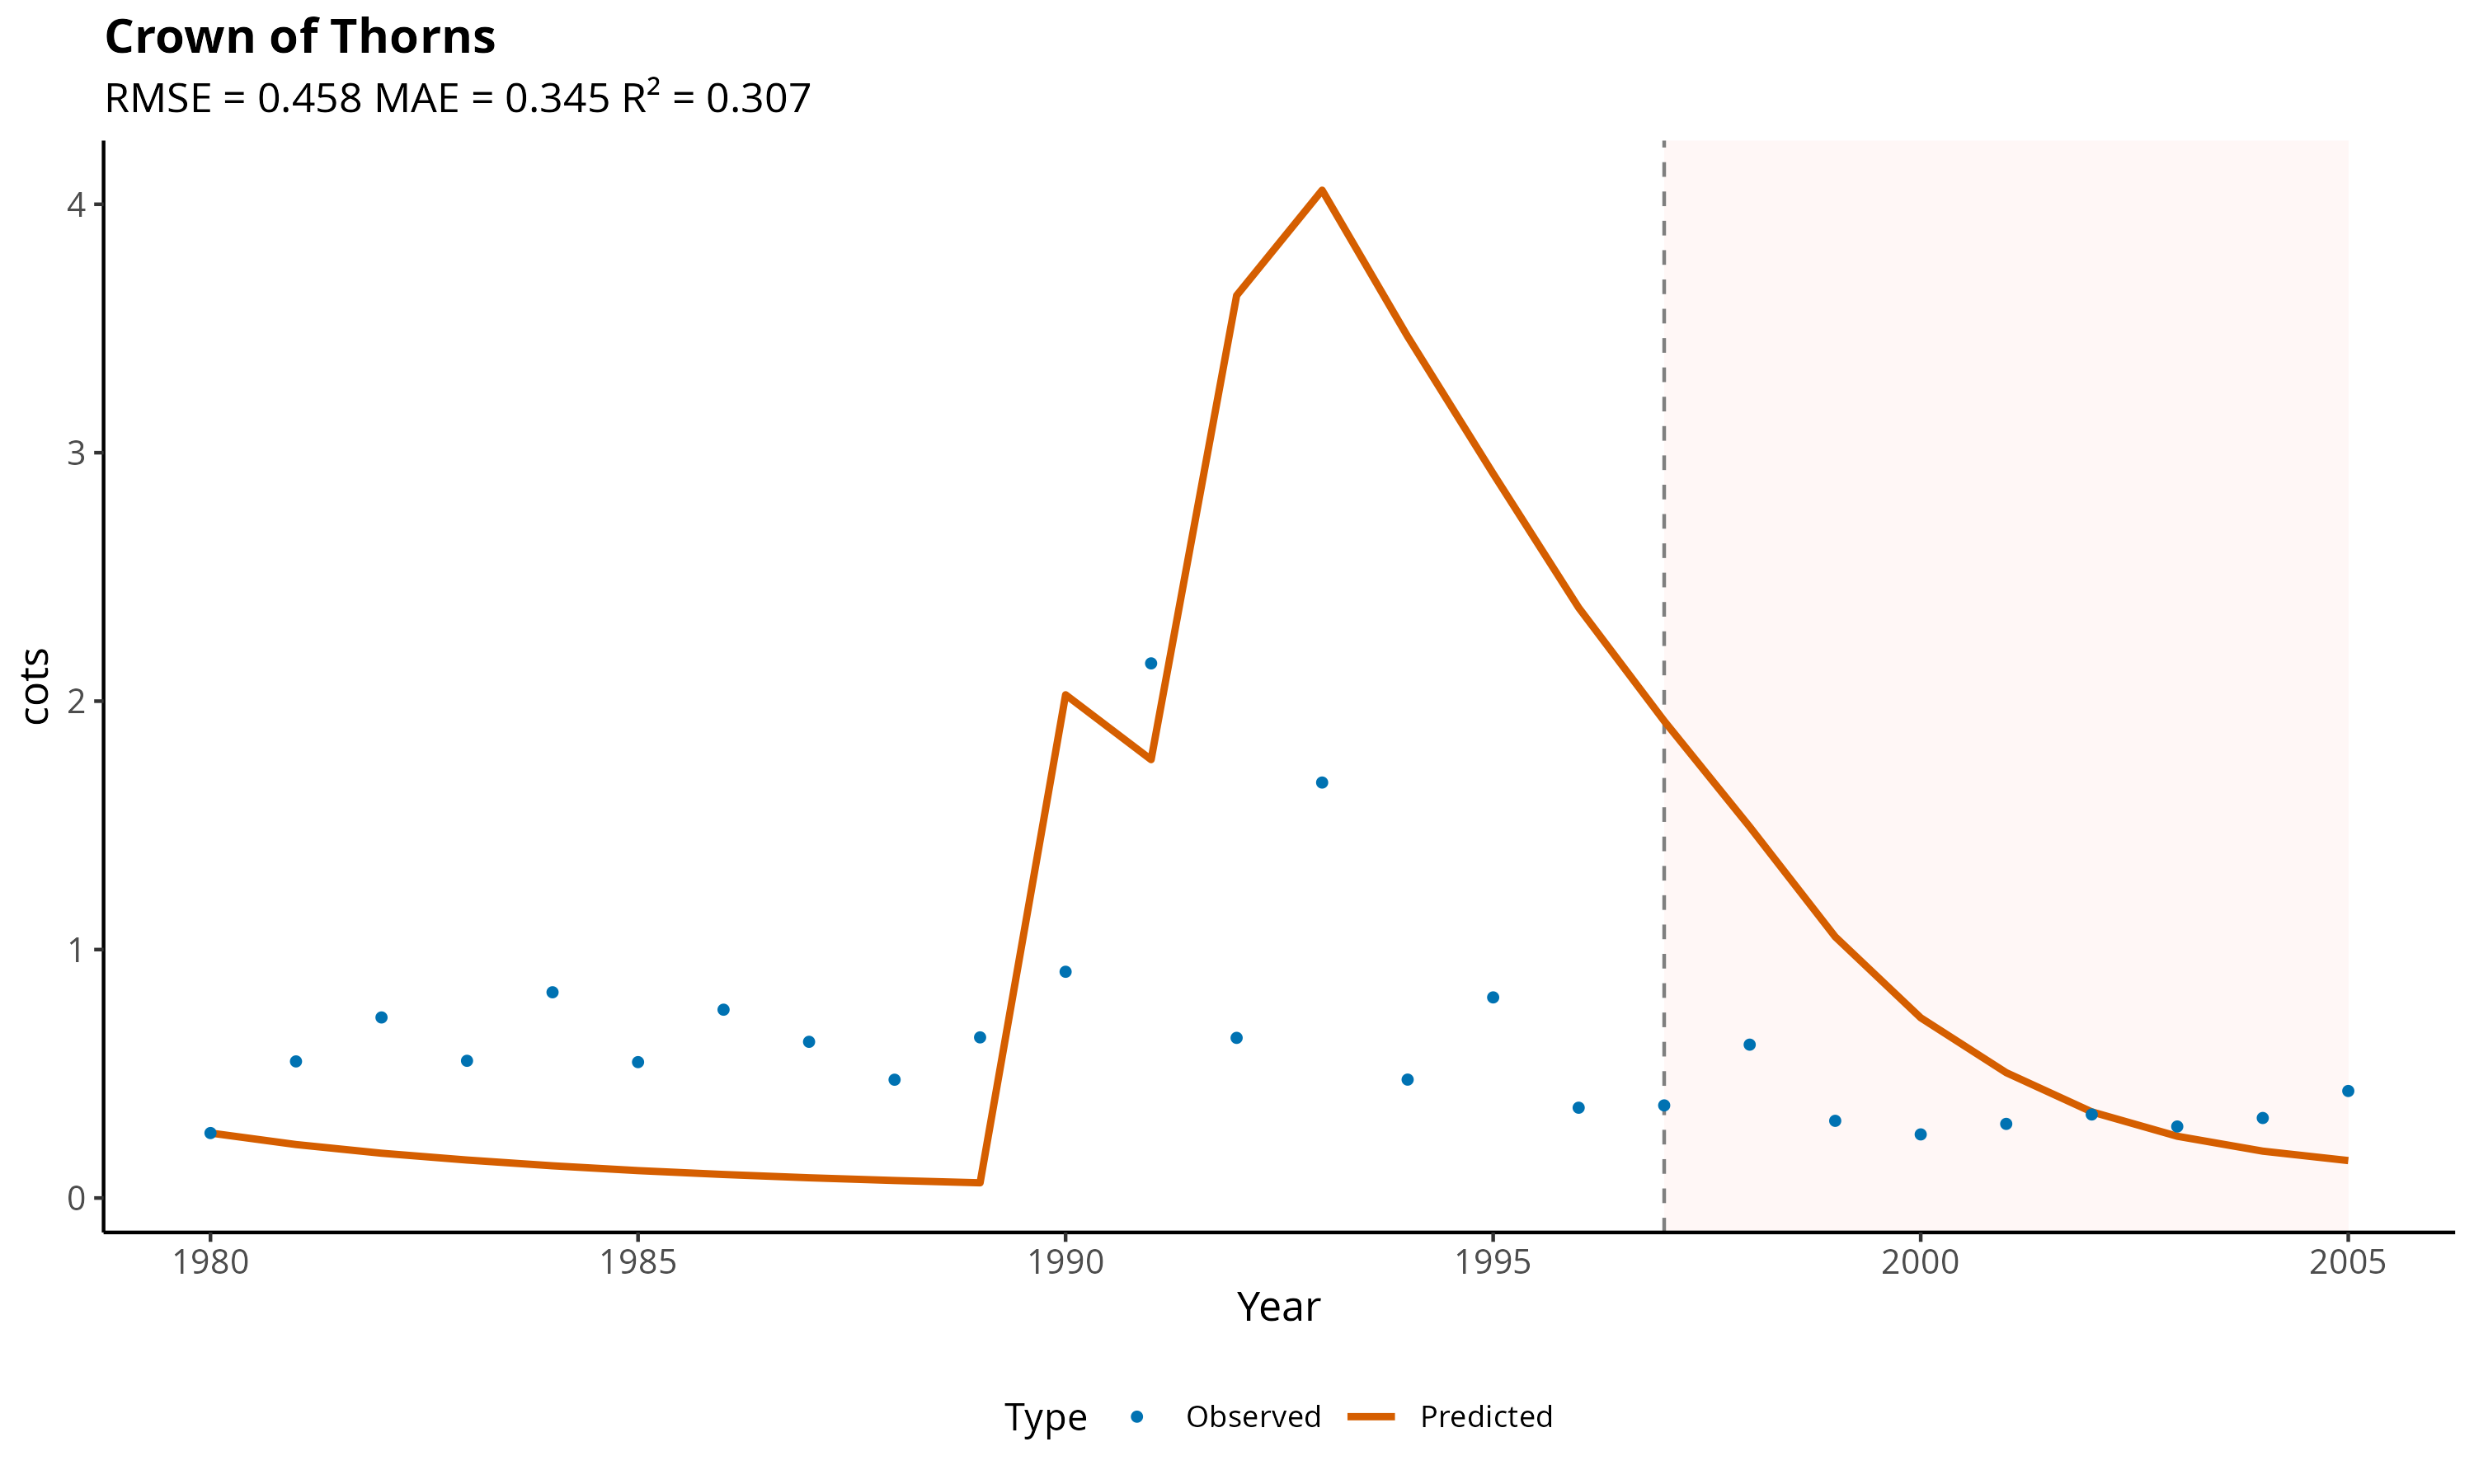 Crown of Thorns
RMSE = 0.458 MAE = 0.345 R² = 0.307
4
3
2
1
0
cots
1980 1985 1990 1995 2000 2005
Year
Type Observed Predicted